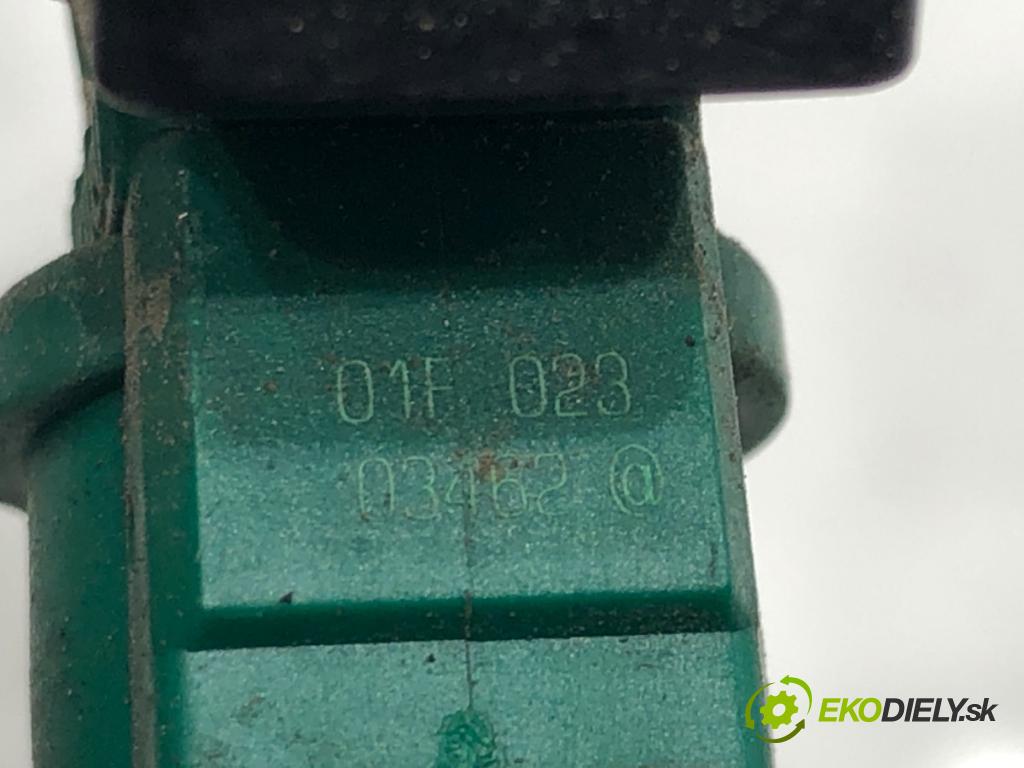 01F 023
03462 @
EKODIELY.sk